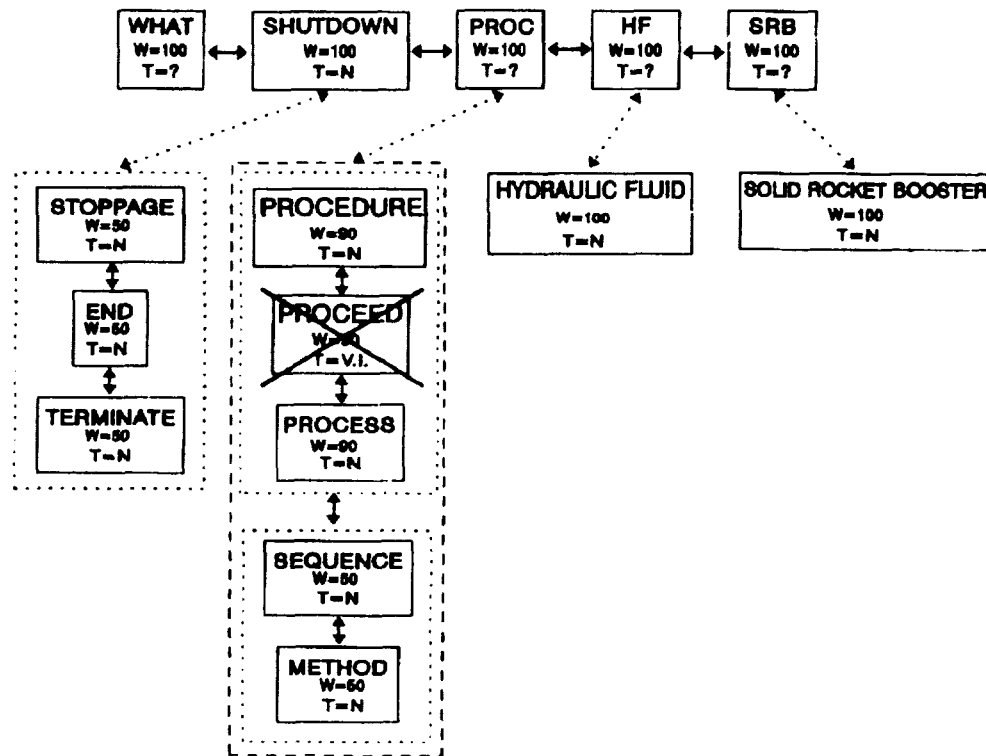 WHAT
W=100
T=?
SHUTDOWN
W=100
T=N
PROC
W=100
T=?
HF
W=100
T=?
SRB
W=100
T=?
STOPPAGE
W=50
T=N
END
W=50
T=N
TERMINATE
W=50
T=N
PROCEDURE
W=90
T=N
PROCEED
T=V.I.
PROCESS
W=90
T=N
SEQUENCE
W=50
T=N
METHOD
W=50
T=N
HYDRAULIC FLUID
W=100
T=N
SOLID ROCKET BOOSTER
W=100
T=N